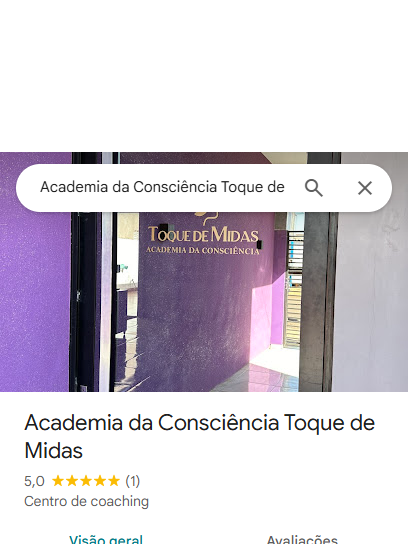 Academia da Consciência Toque de
TOQUE DE MIDAS
ACADEMIA DA CONSCIÊNCIA
Academia da Consciência Toque de
Midas
5,0 ★★★★★ (1)
Centro de coaching
Visão geral
Avaliações